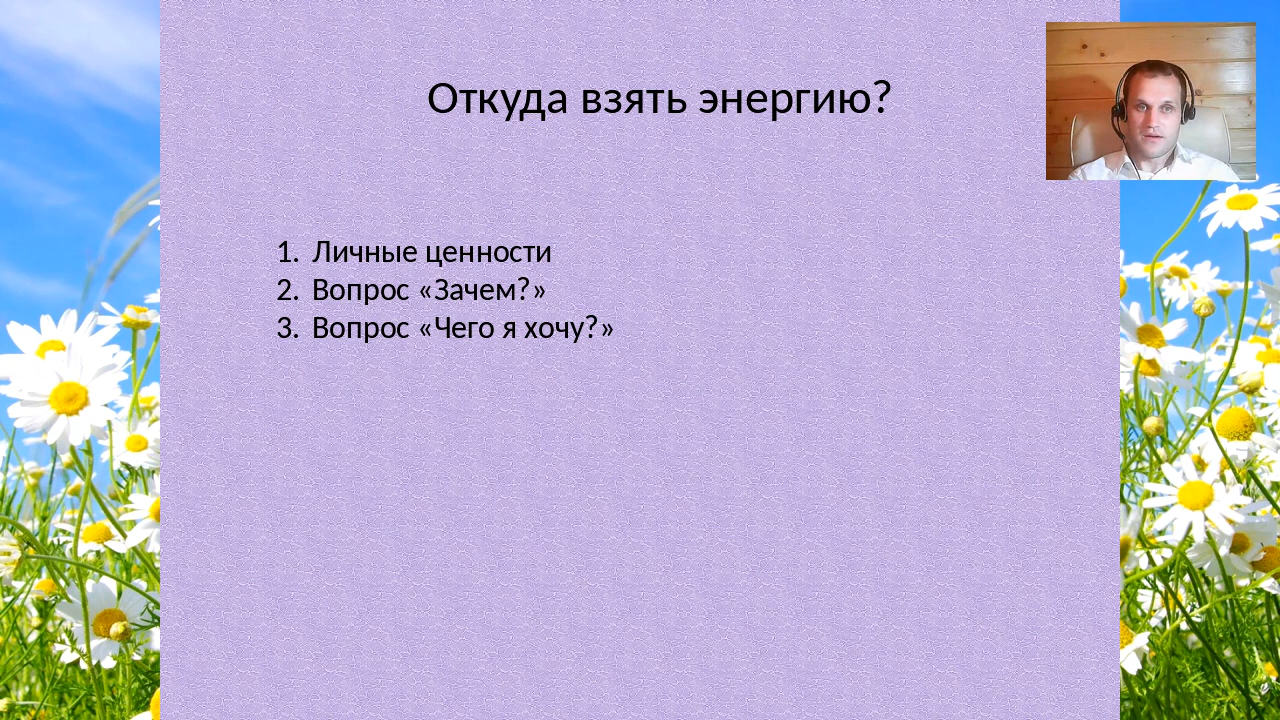 Откуда взять энергию?
1. Личные ценности
2. Вопрос «Зачем?»
3. Вопрос «Чего я хочу?»